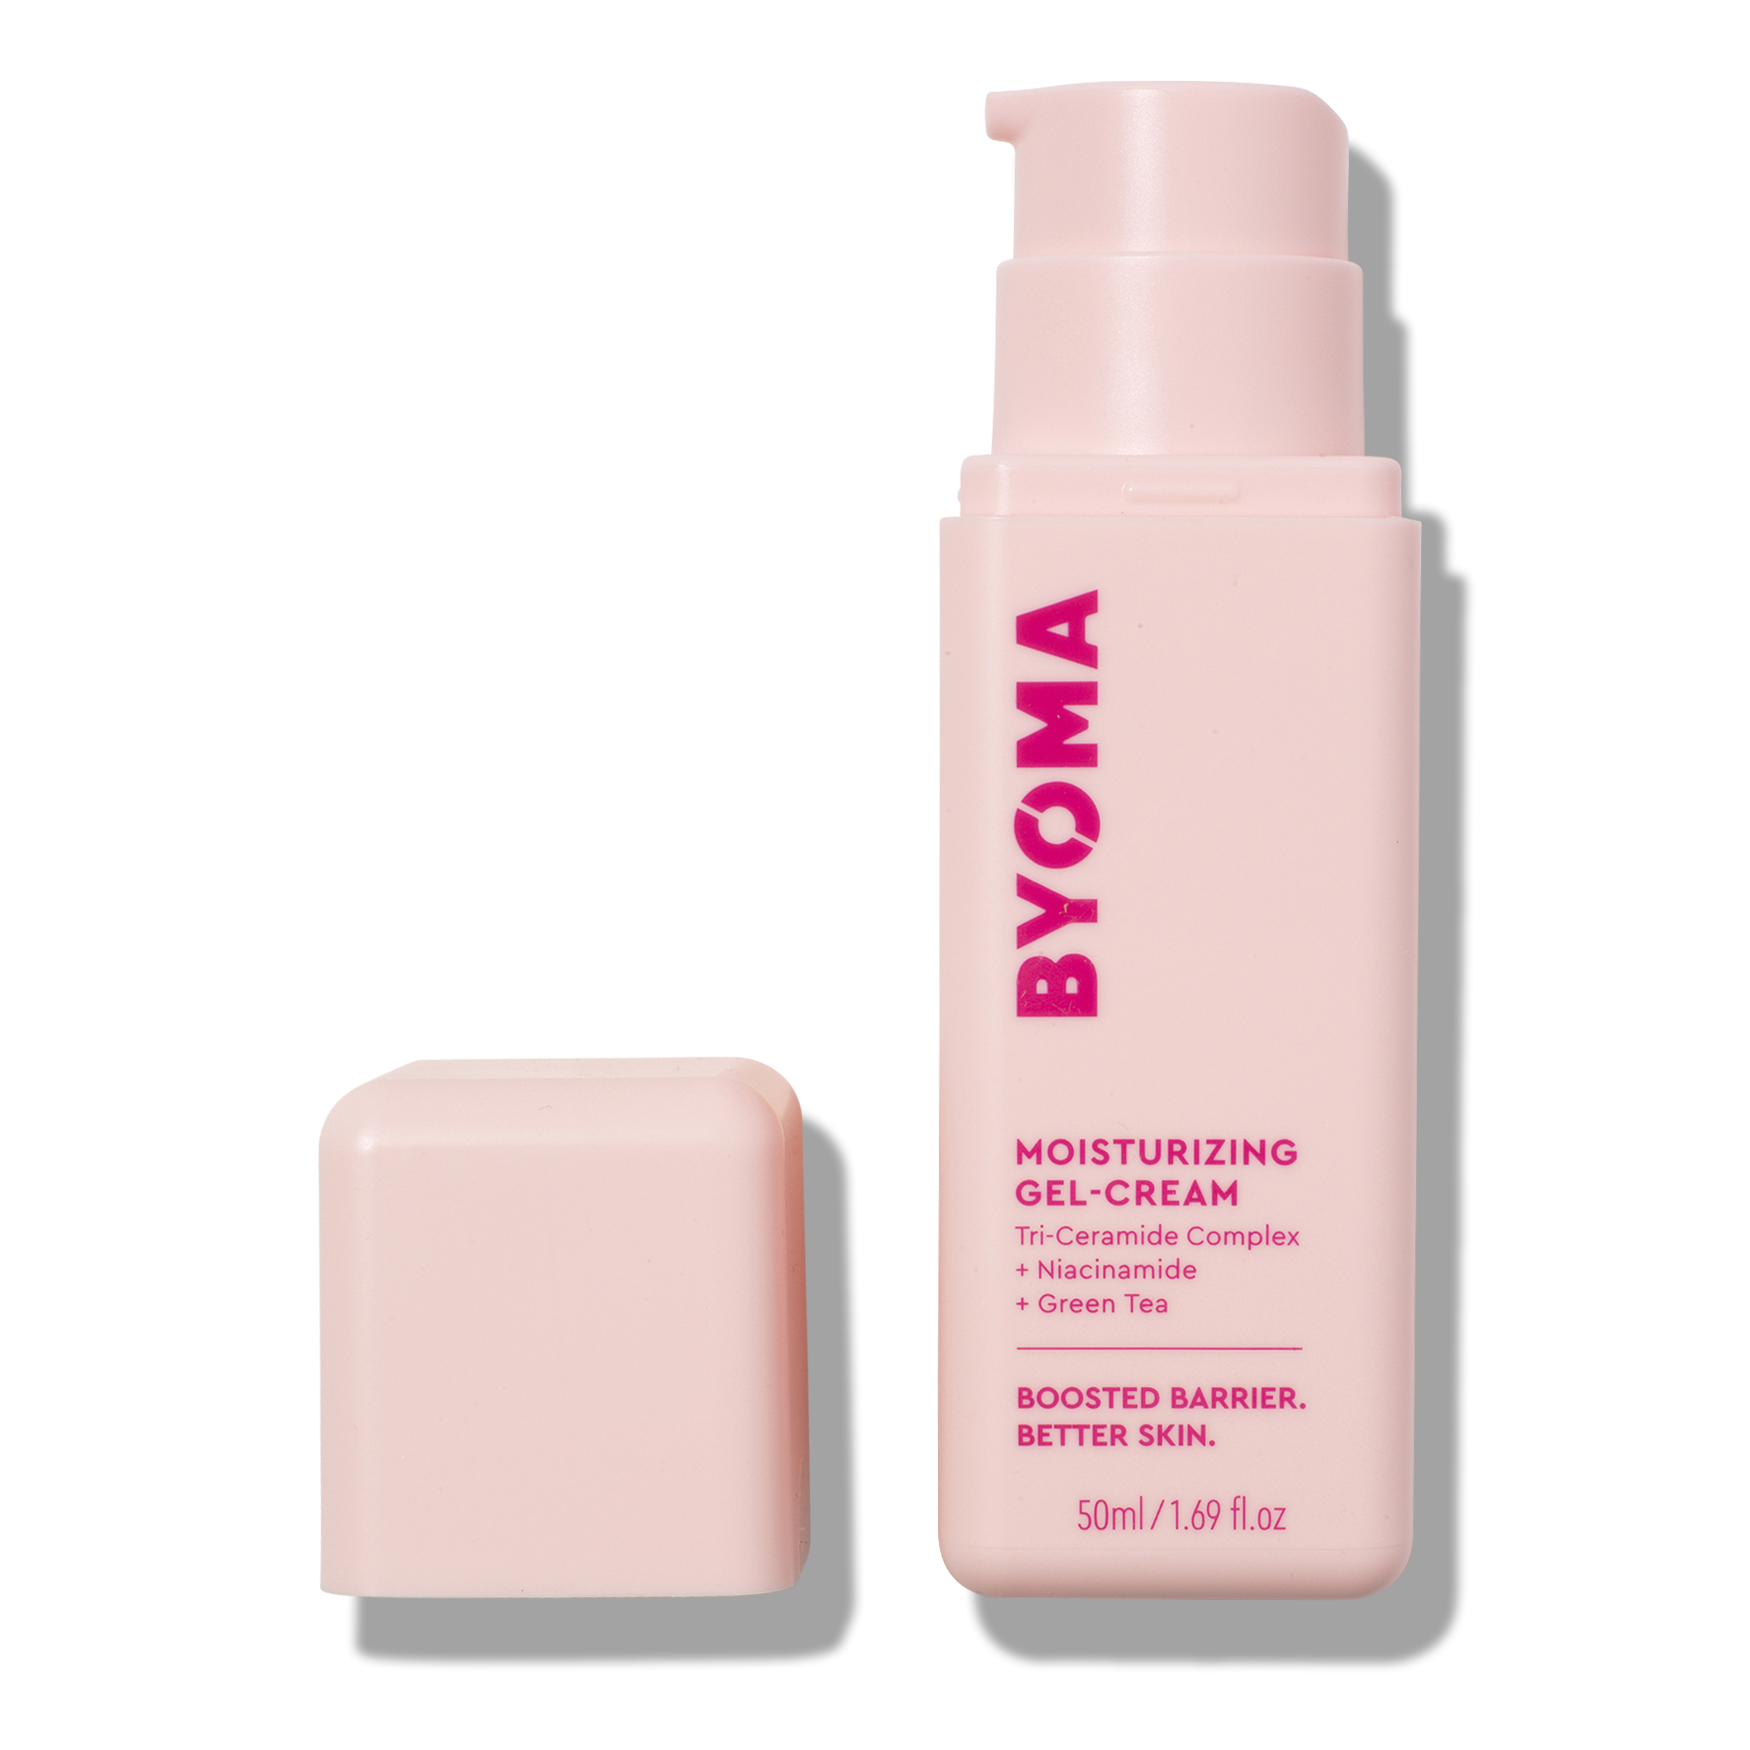 BYOMA
MOISTURIZING
GEL-CREAM
Tri-Ceramide Complex
+ Niacinamide
+ Green Tea
BOOSTED BARRIER.
BETTER SKIN.
50ml / 1.69 fl.oz